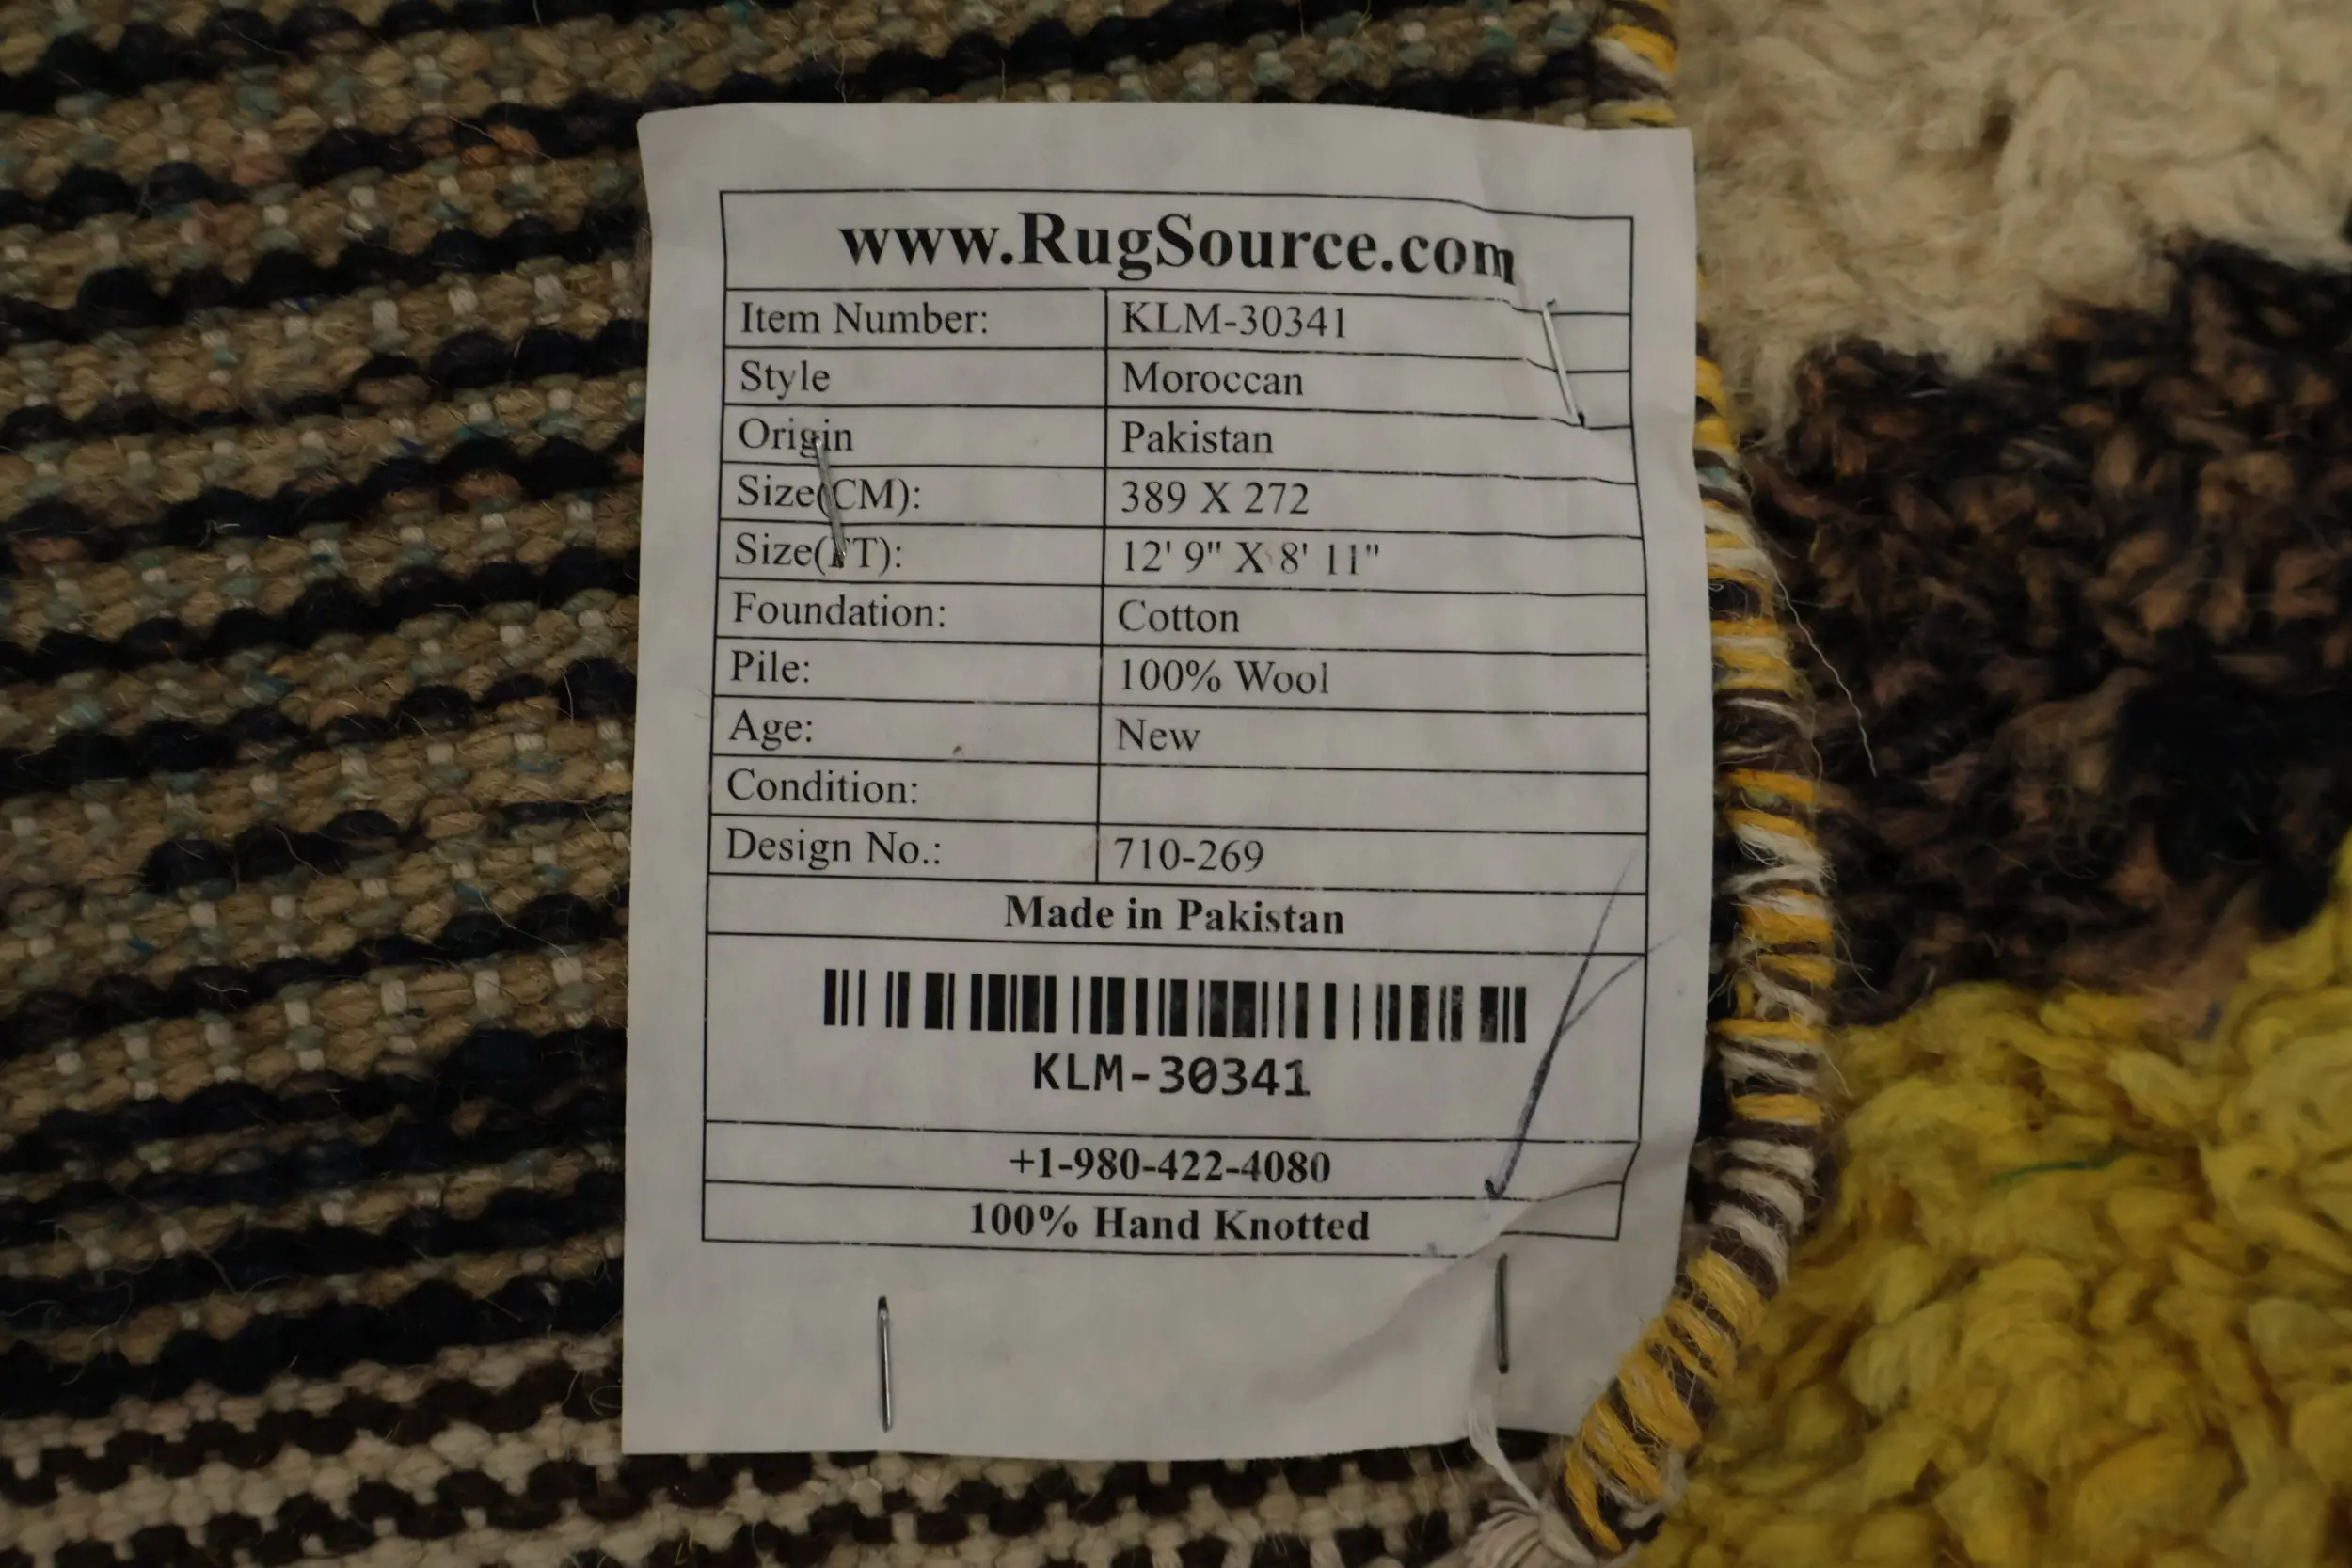 www.RugSource.com
Item Number: KLM-30341
Style Moroccan
Origin Pakistan
Size(CM): 389 X 272
Size(FT): 12' 9" X 8' 11"
Foundation: Cotton
Pile: 100% Wool
Age: New
Condition:
Design No.: 710-269
Made in Pakistan
KLM-30341
+1-980-422-4080
100% Hand Knotted